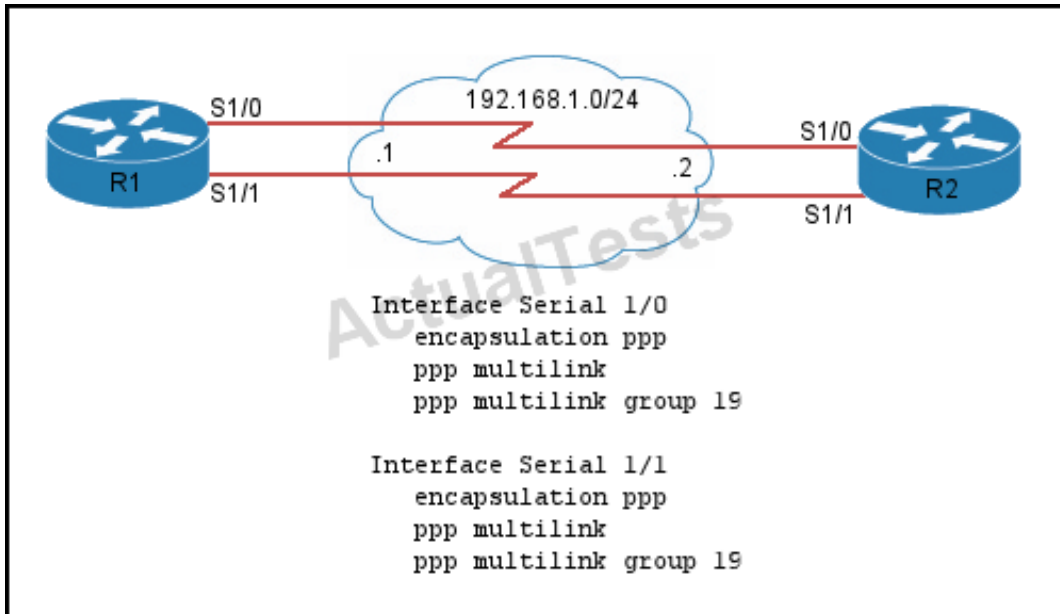 S1/0
192.168.1.0/24
S1/0
.1
.2
R1
R2
S1/1
S1/1
ActualTests
Interface Serial 1/0
encapsulation ppp
ppp multilink
ppp multilink group 19
Interface Serial 1/1
encapsulation ppp
ppp multilink
ppp multilink group 19